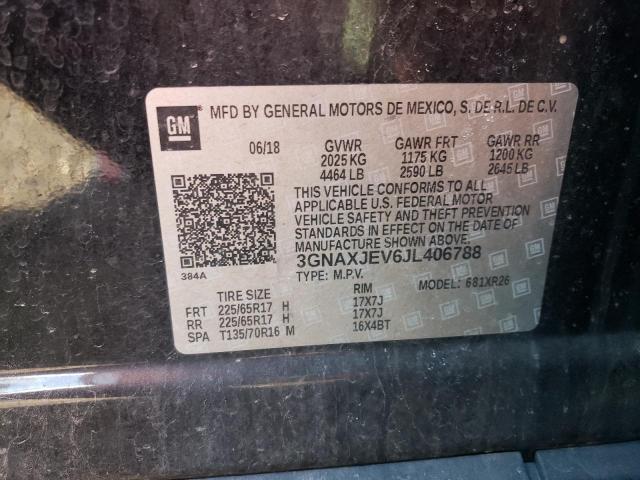 GM
MFD BY GENERAL MOTORS DE MEXICO, S. DE R.L. DE C.V.
06/18 GVWR GAWR FRT GAWR RR
2025 KG 1175 KG 1200 KG
4464 LB 2590 LB 2645 LB
THIS VEHICLE CONFORMS TO ALL
APPLICABLE U.S. FEDERAL MOTOR
VEHICLE SAFETY AND THEFT PREVENTION
STANDARDS IN EFFECT ON THE DATE OF
MANUFACTURE SHOWN ABOVE.
3GNAXJEV6JL406788
384A
TYPE: M.P.V. MODEL: 681XR26
TIRE SIZE RIM
FRT 225/65R17 H 17X7J
RR 225/65R17 H 17X7J
SPA T135/70R16 M 16X4BT